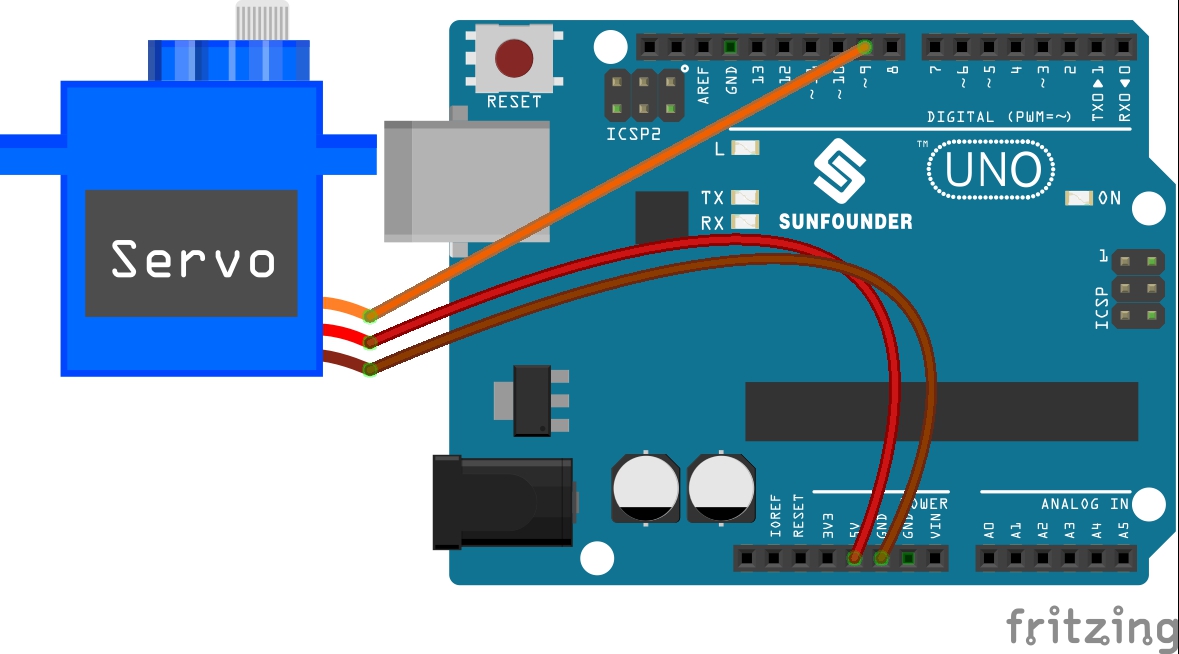 RESET
ICSP2
AREF
GND
13
12
~11
~10
~9
8
7
~6
~5
4
~3
2
TX0▶1
RX0◀0
DIGITAL (PWM=~)
L
TX
RX
SUNFOUNDER
™
UNO
ON
1
ICSP
Servo
POWER
ANALOG IN
IOREF
RESET
3V3
5V
GND
GND
VIN
A0
A1
A2
A3
A4
A5
fritzing